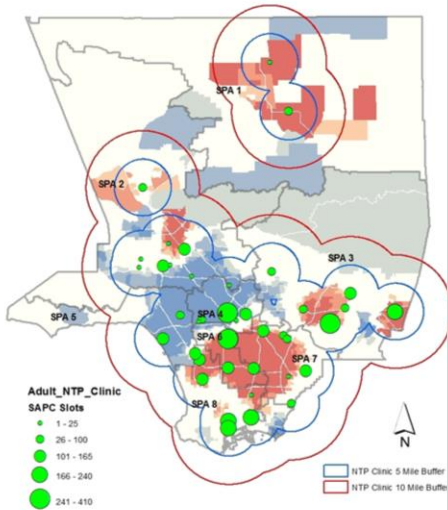 SPA 1
SPA 2
SPA 3
SPA 4
SPA 5
SPA 6
SPA 7
SPA 8
Adult_NTP_Clinic
SAPC Slots
1 - 25
26 - 100
101 - 165
166 - 240
241 - 410
N
NTP Clinic 5 Mile Buffer
NTP Clinic 10 Mile Buffer